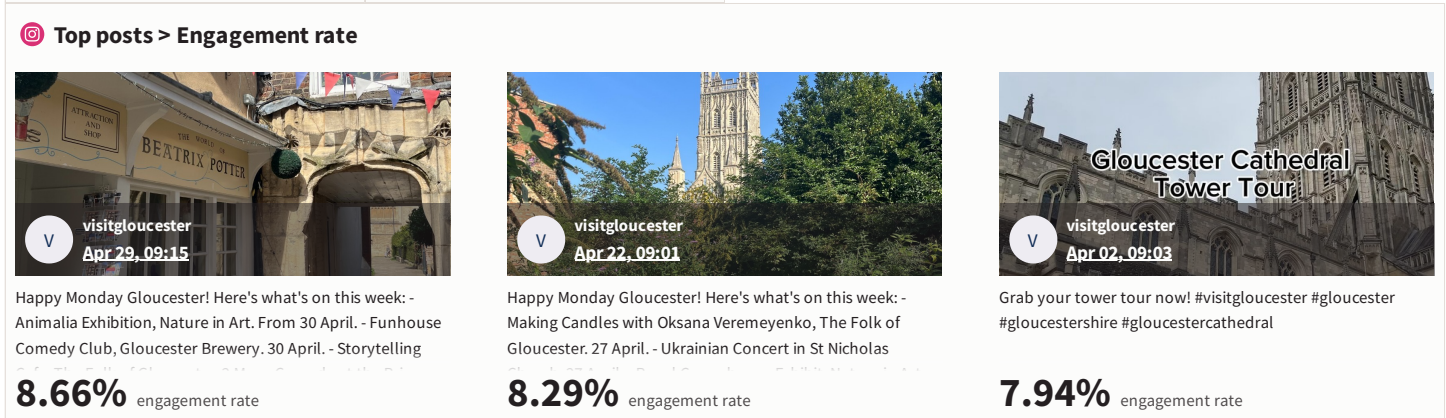 Top posts > Engagement rate
ATTRACTION
AND
SHOP
THE WORLD OF
BEATRIX POTTER
V
visitgloucester
Apr 29, 09:15
Happy Monday Gloucester! Here's what's on this week: -
Animalia Exhibition, Nature in Art. From 30 April. - Funhouse
Comedy Club, Gloucester Brewery. 30 April. - Storytelling
8.66% engagement rate
V
visitgloucester
Apr 22, 09:01
Happy Monday Gloucester! Here's what's on this week: -
Making Candles with Oksana Veremeyenko, The Folk of
Gloucester. 27 April. - Ukrainian Concert in St Nicholas
8.29% engagement rate
Gloucester Cathedral
Tower Tour
V
visitgloucester
Apr 02, 09:03
Grab your tower tour now! #visitgloucester #gloucester
#gloucestershire #gloucestercathedral
7.94% engagement rate